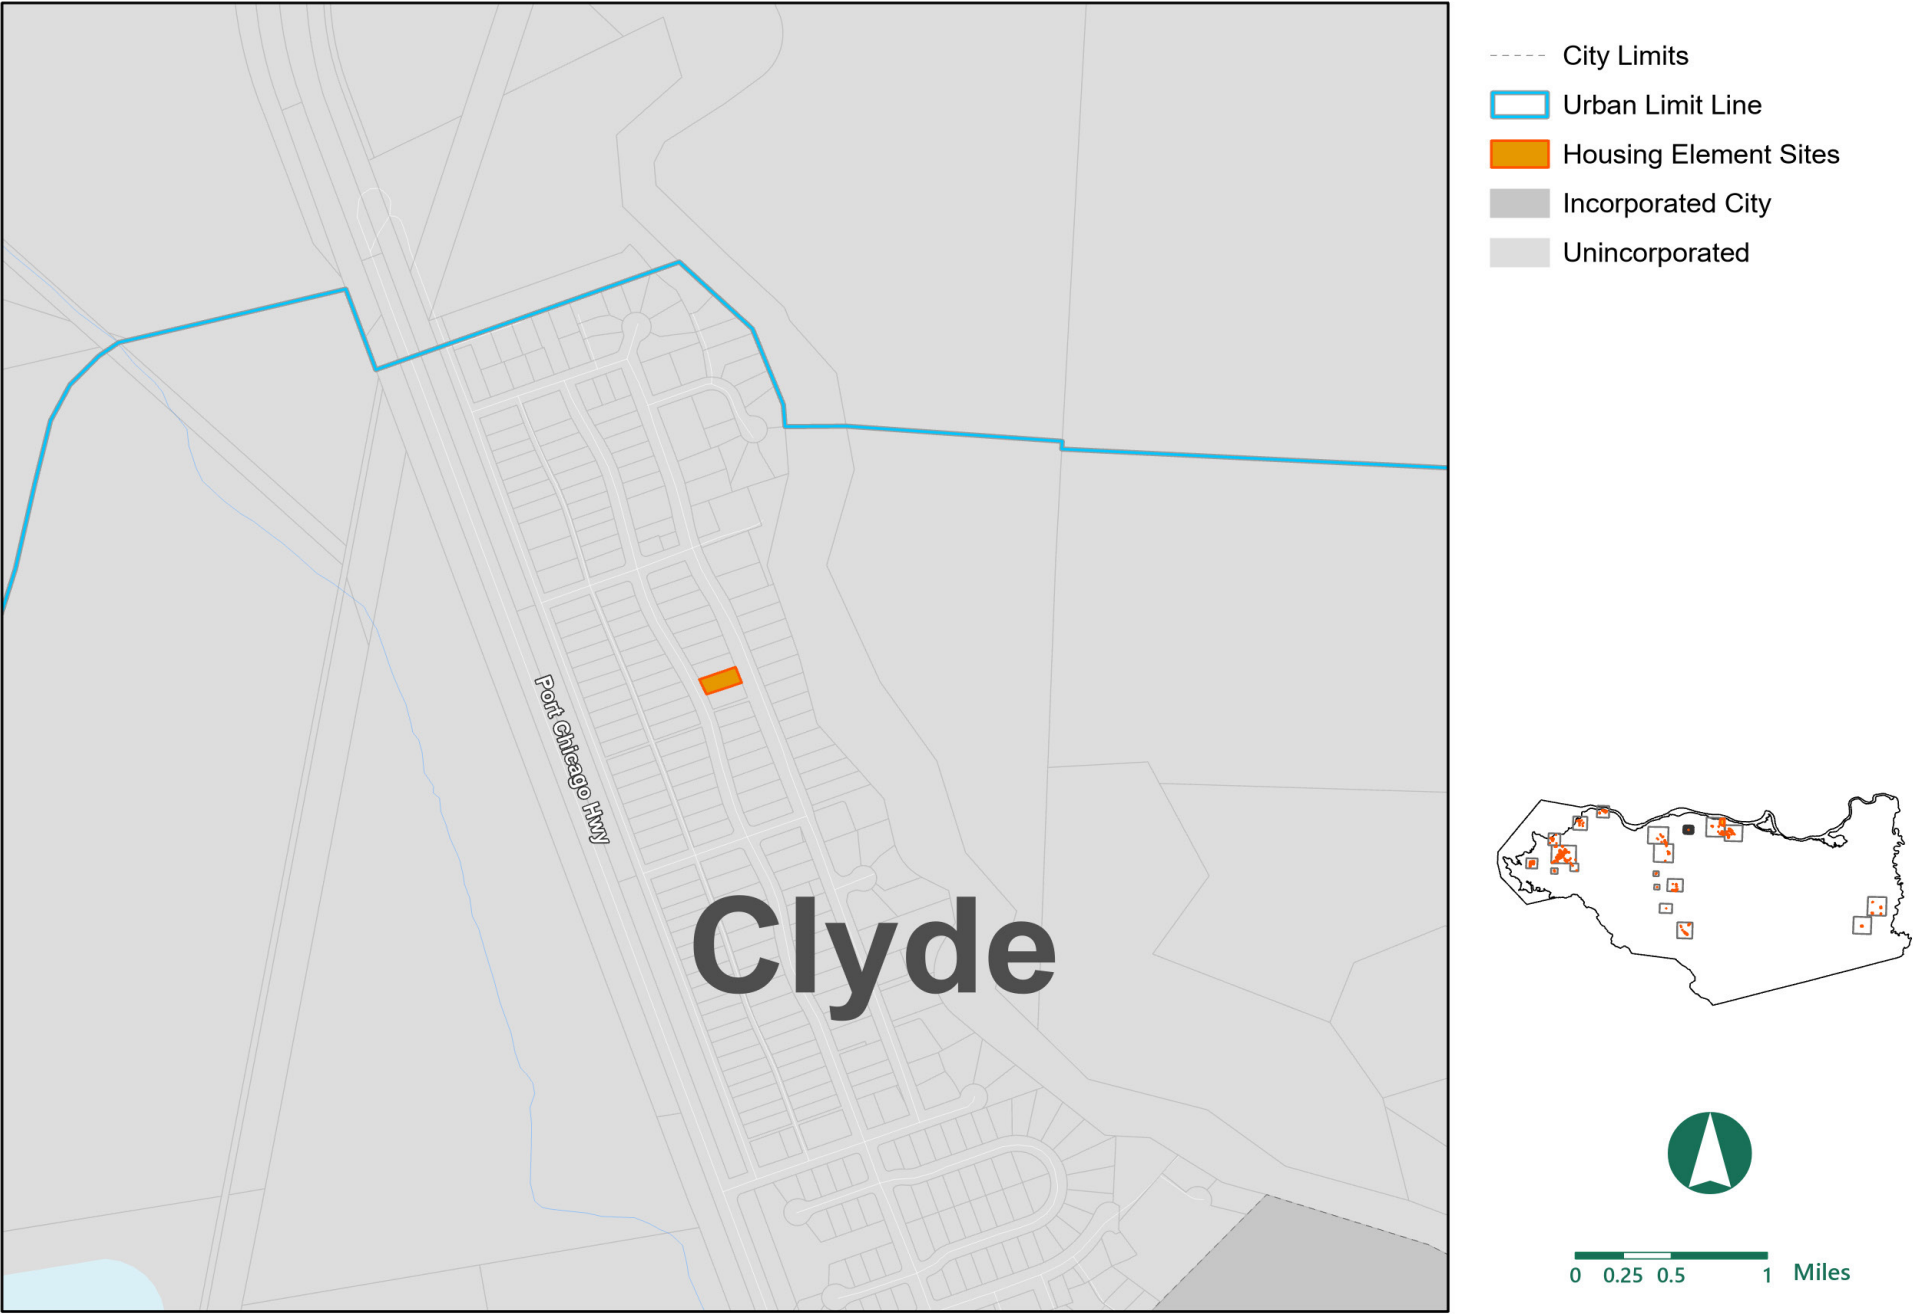 City Limits
Urban Limit Line
Housing Element Sites
Incorporated City
Unincorporated
Port Chicago Hwy
Clyde
0 0.25 0.5 1 Miles